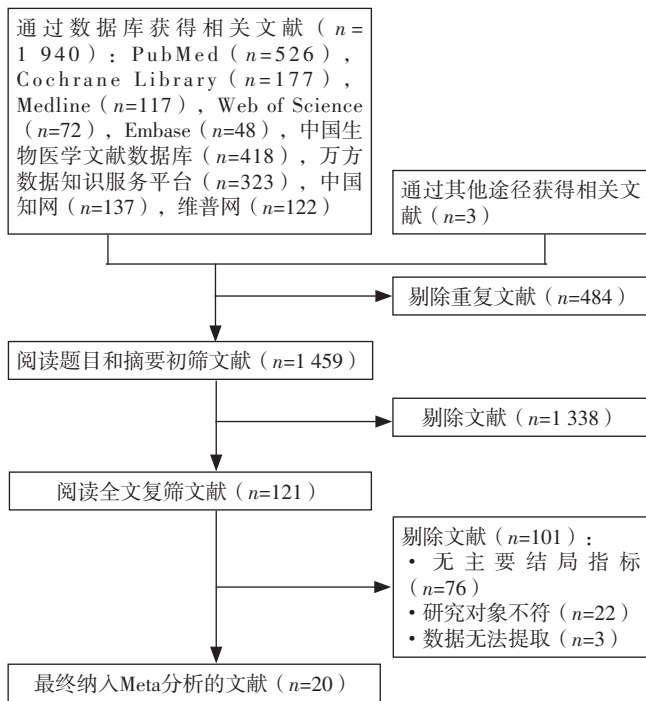 通过数据库获得相关文献（n=
1 940）：PubMed（n=526），
Cochrane Library（n=177），
Medline（n=117），Web of Science
（n=72），Embase（n=48），中国生
物医学文献数据库（n=418），万方
数据知识服务平台（n=323），中国
知网（n=137），维普网（n=122）
通过其他途径获得相关文
献（n=3）
剔除重复文献（n=484）
阅读题目和摘要初筛文献（n=1 459）
剔除文献（n=1 338）
阅读全文复筛文献（n=121）
剔除文献（n=101）：
• 无主要结局指标
（n=76）
• 研究对象不符（n=22）
• 数据无法提取（n=3）
最终纳入Meta分析的文献（n=20）